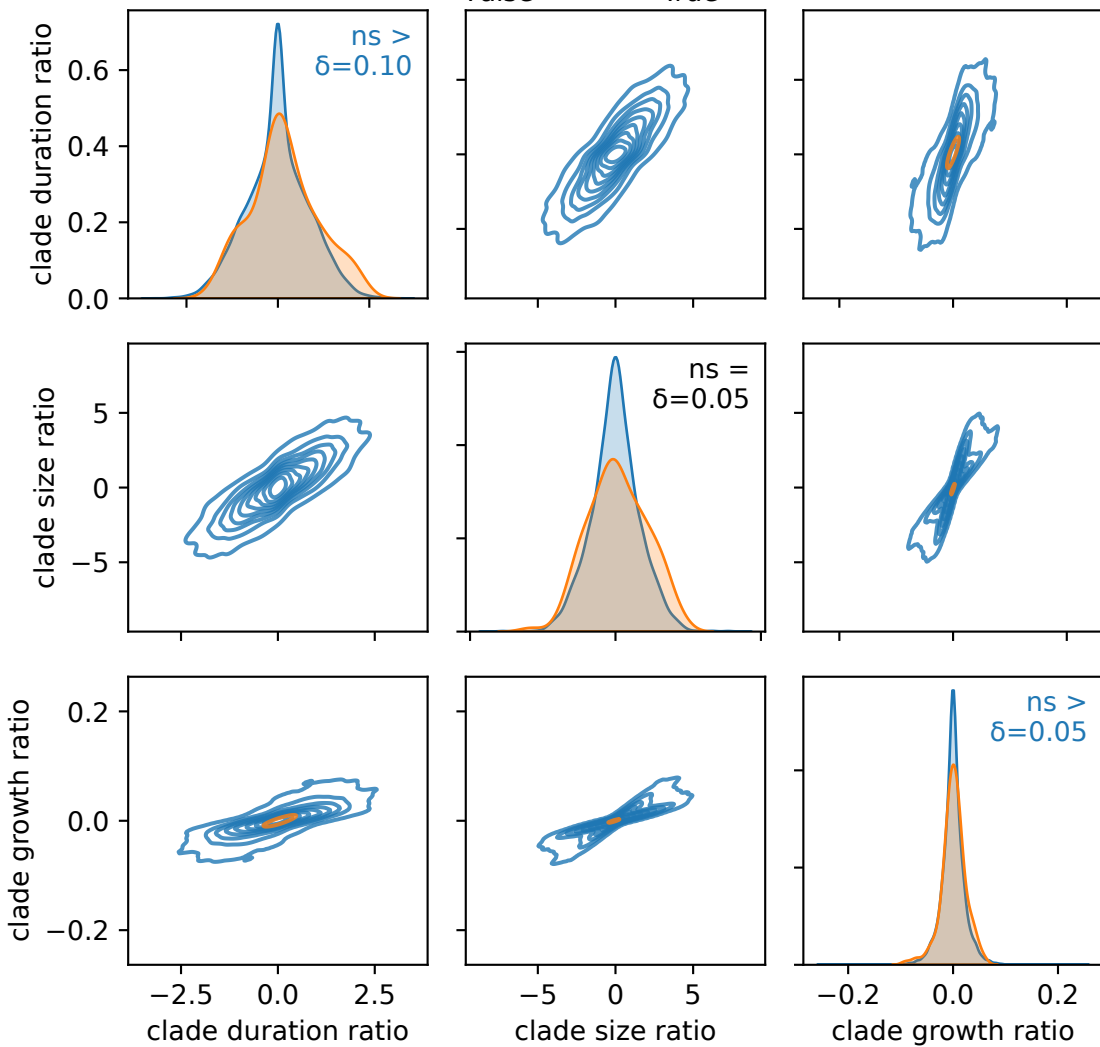 ns >
δ=0.10
clade duration ratio
0.6
0.4
0.2
0.0
ns =
δ=0.05
clade size ratio
5
0
−5
ns >
δ=0.05
clade growth ratio
0.2
0.0
−0.2
−2.5 0.0 2.5
−5 0 5
−0.2 0.0 0.2
clade duration ratio
clade size ratio
clade growth ratio